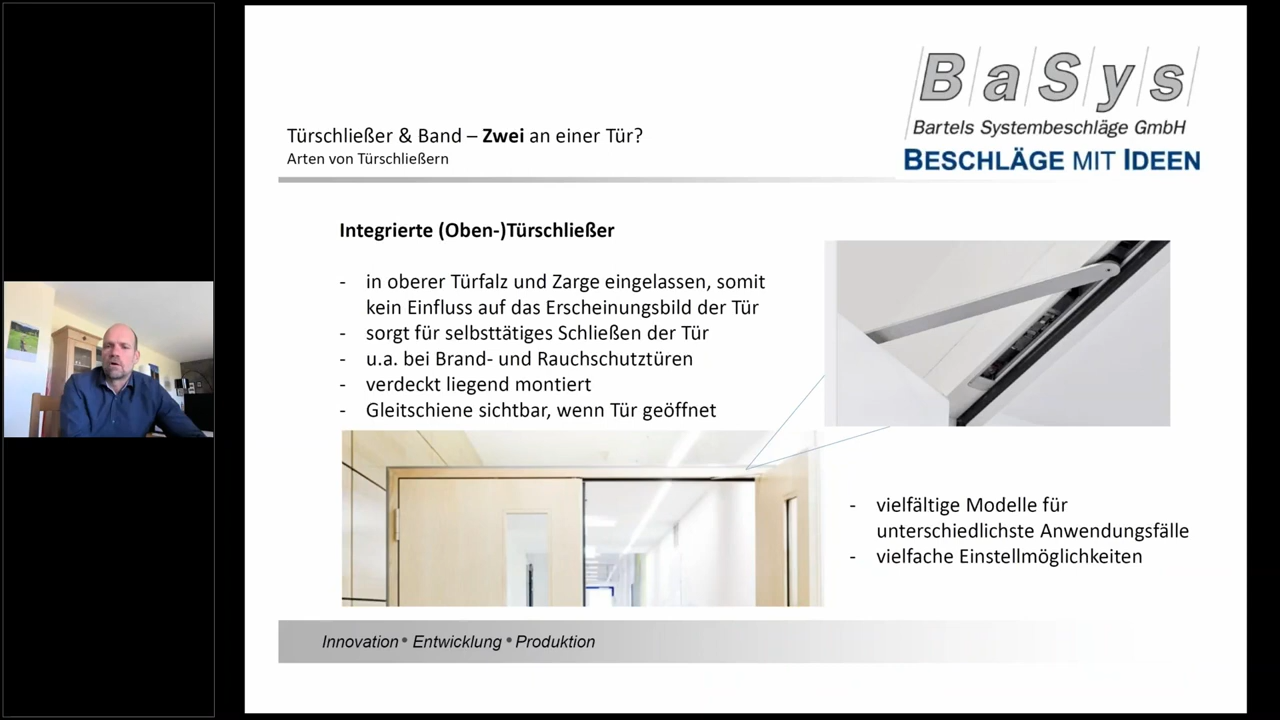 BaSys
Bartels Systembeschläge GmbH
BESCHLÄGE MIT IDEEN
Türschließer & Band – Zwei an einer Tür?
Arten von Türschließern
Integrierte (Oben-)Türschließer
- in oberer Türfalz und Zarge eingelassen, somit
kein Einfluss auf das Erscheinungsbild der Tür
- sorgt für selbsttätiges Schließen der Tür
- u.a. bei Brand- und Rauchschutztüren
- verdeckt liegend montiert
- Gleitschiene sichtbar, wenn Tür geöffnet
- vielfältige Modelle für
unterschiedlichste Anwendungsfälle
- vielfache Einstellmöglichkeiten
Innovation • Entwicklung • Produktion